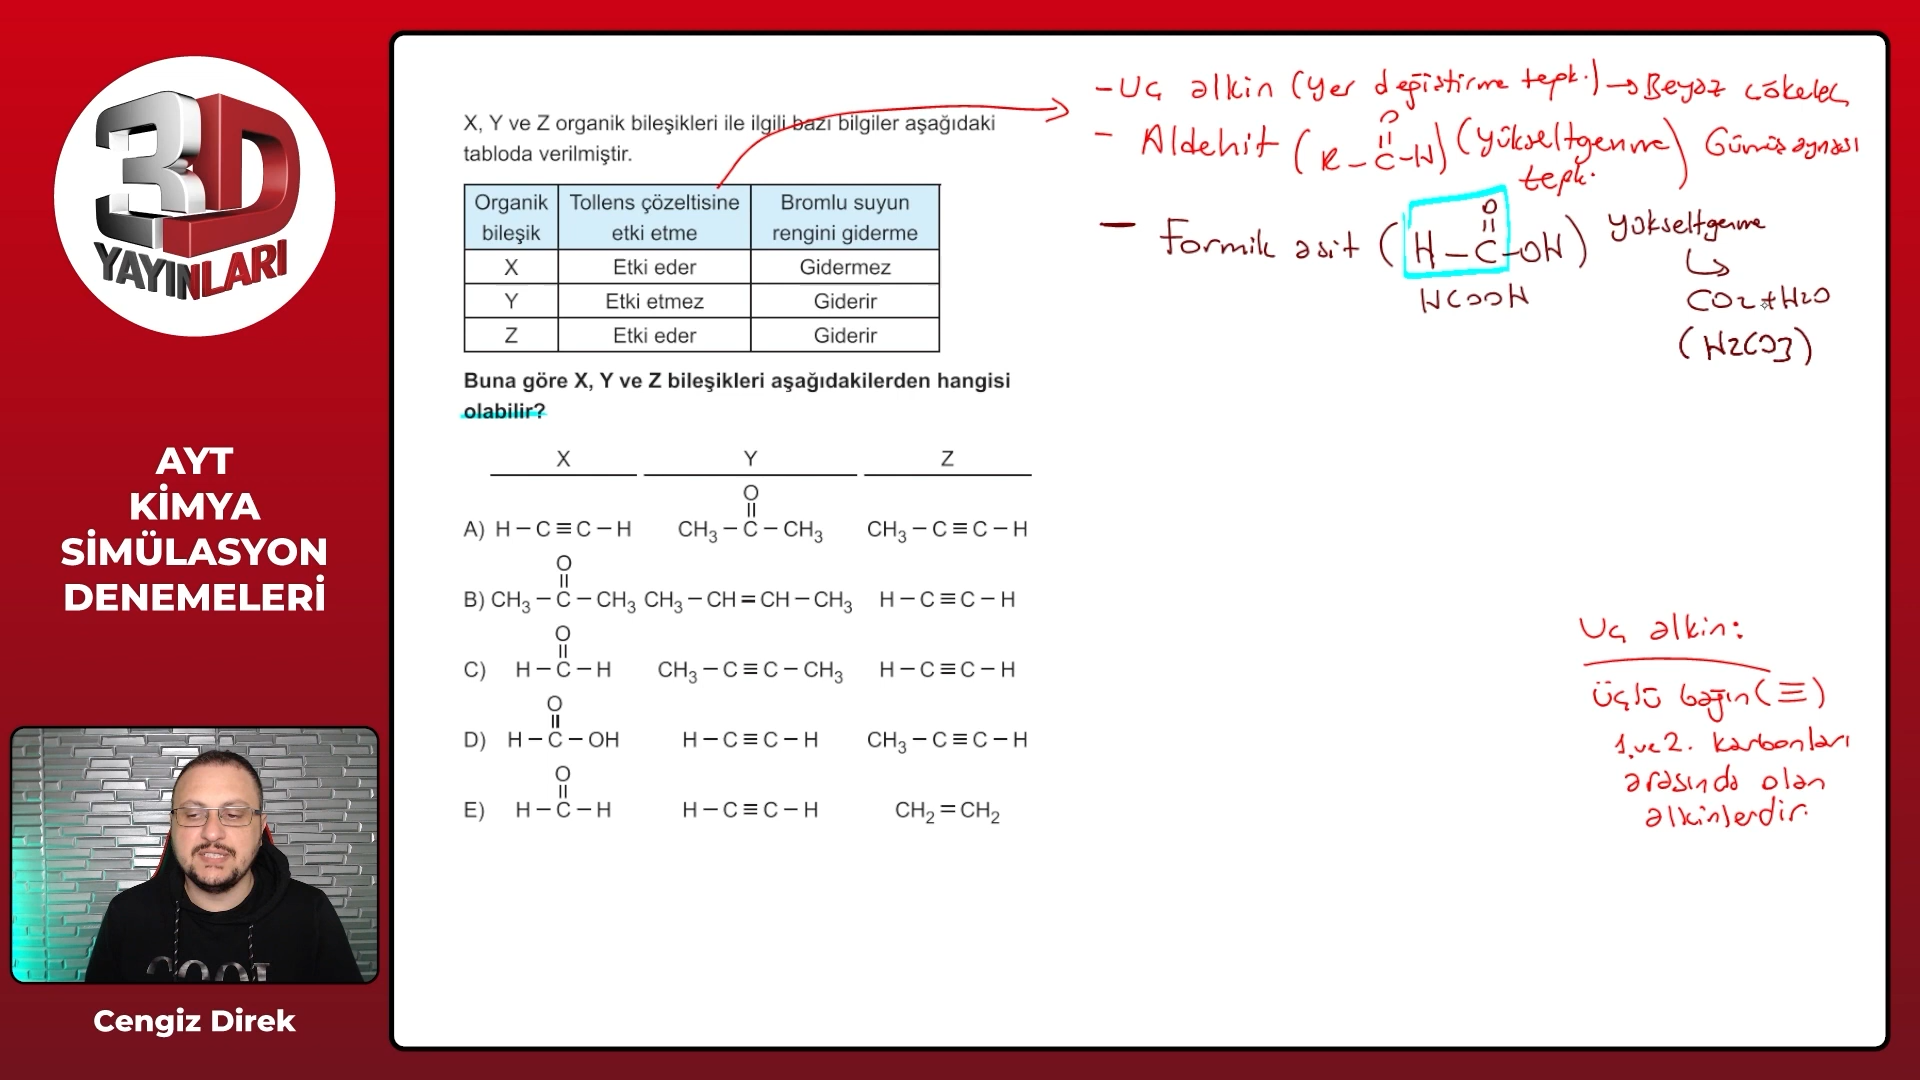 3D
YAYINLARI
AYT
KİMYA
SİMÜLASYON
DENEMELERİ
Cengiz Direk
X, Y ve Z organik bileşikleri ile ilgili bazı bilgiler aşağıdaki
tabloda verilmiştir.
Organik bileşik | Tollens çözeltisine etki etme | Bromlu suyun rengini giderme
X | Etki eder | Gidermez
Y | Etki etmez | Giderir
Z | Etki eder | Giderir
Buna göre X, Y ve Z bileşikleri aşağıdakilerden hangisi
olabilir?
X Y Z
O
||
A) H – C ≡ C – H CH₃ – C – CH₃ CH₃ – C ≡ C – H
O
||
B) CH₃ – C – CH₃ CH₃ – CH = CH – CH₃ H – C ≡ C – H
O
||
C) H – C – H CH₃ – C ≡ C – CH₃ H – C ≡ C – H
O
||
D) H – C – OH H – C ≡ C – H CH₃ – C ≡ C – H
O
||
E) H – C – H H – C ≡ C – H CH₂ = CH₂
- Uç alkin (Yer değiştirme tepk.) → Beyaz çökelek
O
||
- Aldehit (R – C – H) (Yükseltgenme tepk.) Gümüş aynası
O
||
- Formik asit (H – C – OH) yükseltgenme
HCOOH
CO2 + H2O
(H2CO3)
Uç alkin:
üçlü bağın (≡)
1. ve 2. karbonları
arasında olan
alkinlerdir.